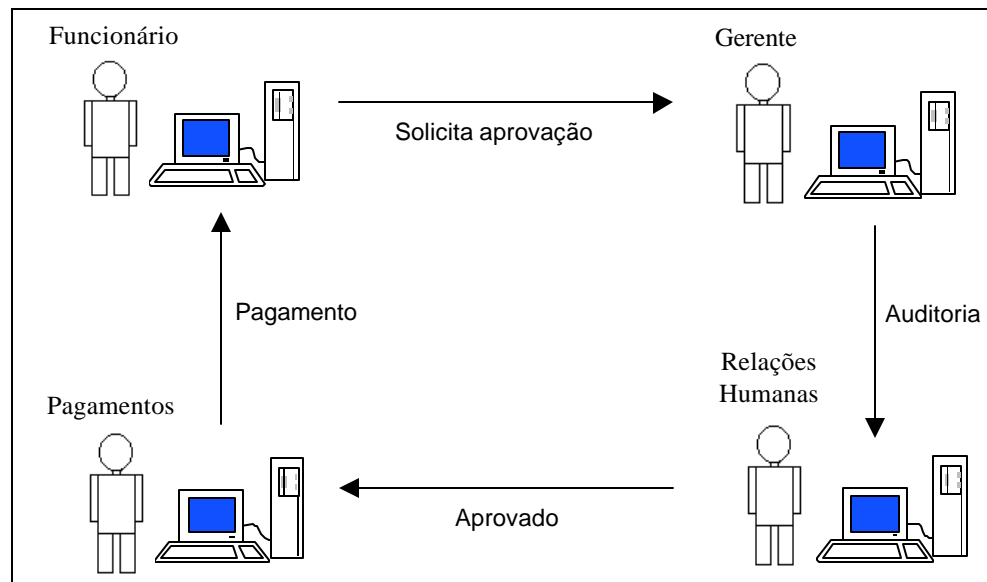 Funcionário
Gerente
Solicita aprovação
Pagamento
Auditoria
Relações
Humanas
Pagamentos
Aprovado